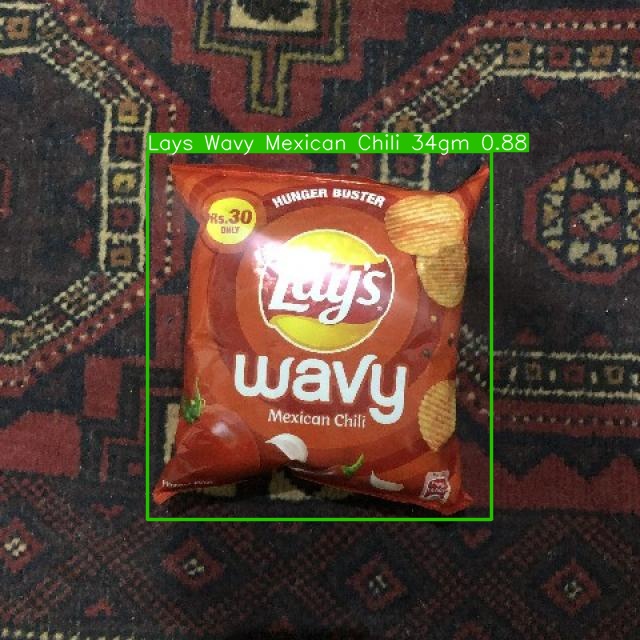 Lays Wavy Mexican Chili 34gm 0.88
HUNGER BUSTER
Rs.30
ONLY
Lay's
wavy
Mexican Chili